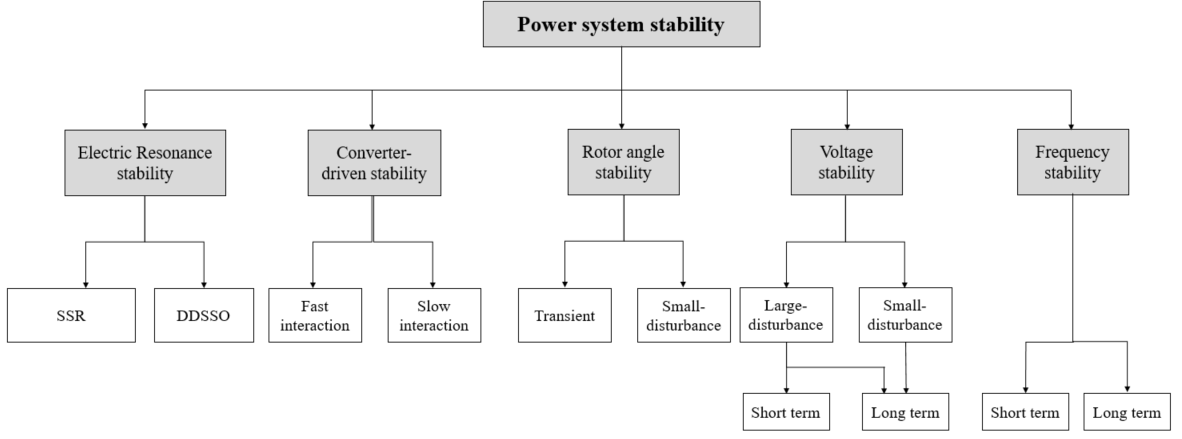 Power system stability
Electric Resonance
stability
Converter-
driven stability
Rotor angle
stability
Voltage
stability
Frequency
stability
SSR
DDSSO
Fast
interaction
Slow
interaction
Transient
Small-
disturbance
Large-
disturbance
Small-
disturbance
Short term
Long term
Short term
Long term